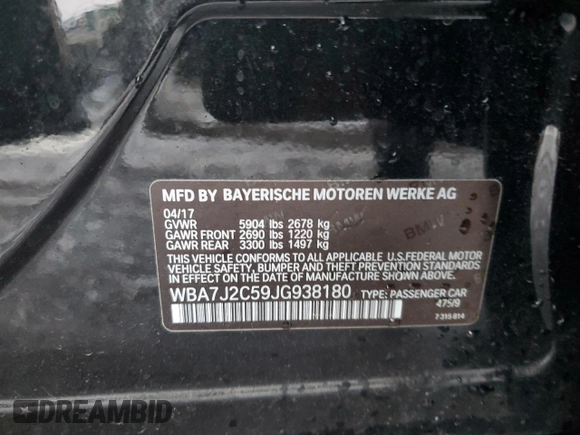 MFD BY BAYERISCHE MOTOREN WERKE AG
04/17
GVWR 5904 lbs 2678 kg
GAWR FRONT 2690 lbs 1220 kg
GAWR REAR 3300 lbs 1497 kg
THIS VEHICLE CONFORMS TO ALL APPLICABLE U.S.FEDERAL MOTOR
VEHICLE SAFETY, BUMPER AND THEFT PREVENTION STANDARDS
IN EFFECT ON THE DATE OF MANUFACTURE SHOWN ABOVE.
WBA7J2C59JG938180 TYPE: PASSENGER CAR
475/9
7 315 814
BMW
DREAMBID